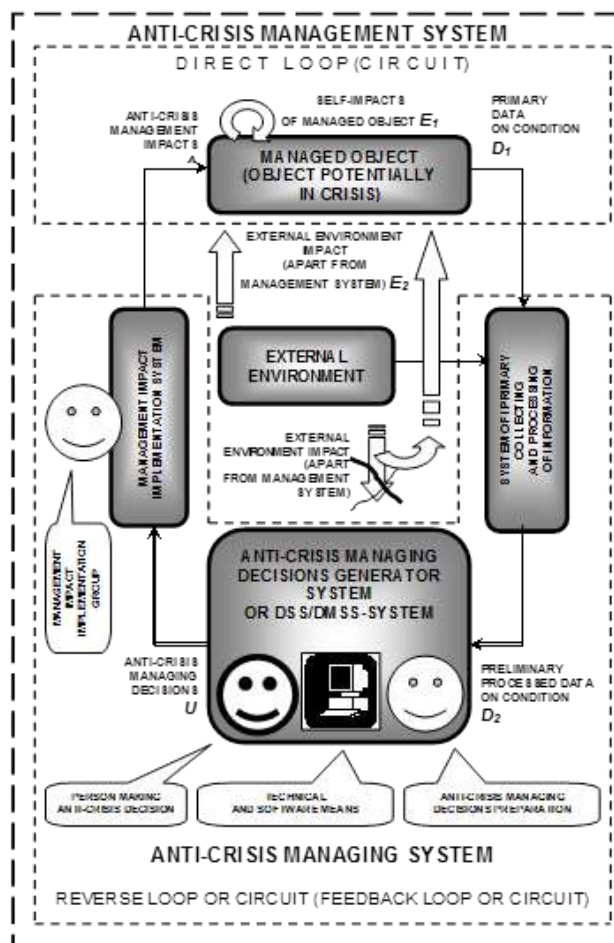 ANTI-CRISIS MANAGEMENT SYSTEM
DIRECT LOOP (CIRCUIT)
ANTI-CRISIS
MANAGEMENT
IMPACTS
A
SELF-IMPACTS
OF MANAGED OBJECT E1
PRIMARY
DATA
ON CONDITION
D1
MANAGED OBJECT
(OBJECT POTENTIALLY
IN CRISIS)
EXTERNAL ENVIRONMENT
IMPACT
(APART FROM
MANAGEMENT SYSTEM) E2
MANAGEMENT IMPACT
IMPLEMENTATION SYSTEM
EXTERNAL
ENVIRONMENT
SYSTEM OF PRIMARY
COLLECTING
AND PROCESSING
OF INFORMATION
EXTERNAL
ENVIRONMENT IMPACT
(APART
FROM MANAGEMENT
SYSTEM)
MANAGEMENT
IMPACT
IMPLEMENTATION
GROUP
ANTI-CRISIS MANAGING
DECISIONS GENERATOR
SYSTEM
OR DSS/DMSS-SYSTEM
ANTI-CRISIS
MANAGING
DECISIONS
U
PRELIMINARY
PROCESSED DATA
ON CONDITION
D2
PERSON MAKING
ANTI-CRISIS DECISION
TECHNICAL
AND SOFTWARE MEANS
ANTI-CRISIS MANAGING
DECISIONS PREPARATION
ANTI-CRISIS MANAGING SYSTEM
REVERSE LOOP OR CIRCUIT (FEEDBACK LOOP OR CIRCUIT)